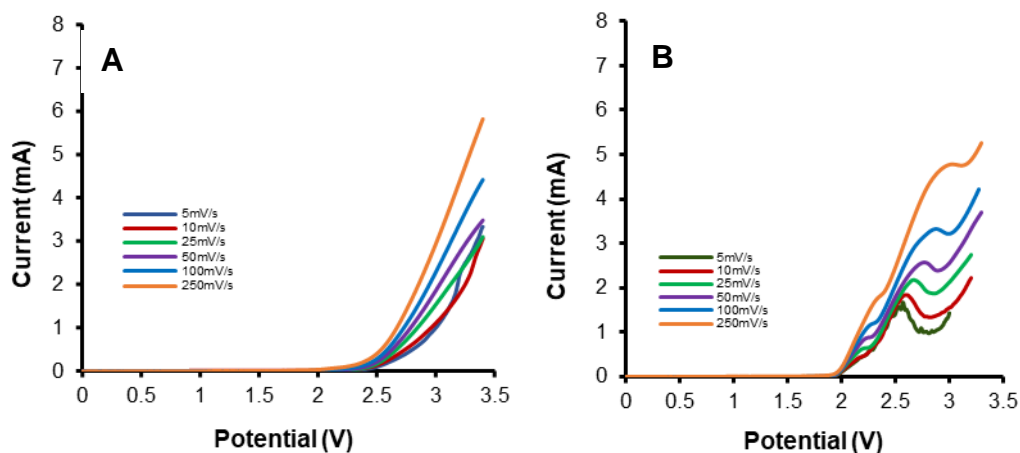 A
Current (mA)
8
7
6
5
4
3
2
1
0
5mV/s
10mV/s
25mV/s
50mV/s
100mV/s
250mV/s
0 0.5 1 1.5 2 2.5 3 3.5
Potential (V)
B
Current (mA)
8
7
6
5
4
3
2
1
0
5mV/s
10mV/s
25mV/s
50mV/s
100mV/s
250mV/s
0 0.5 1 1.5 2 2.5 3 3.5
Potential (V)